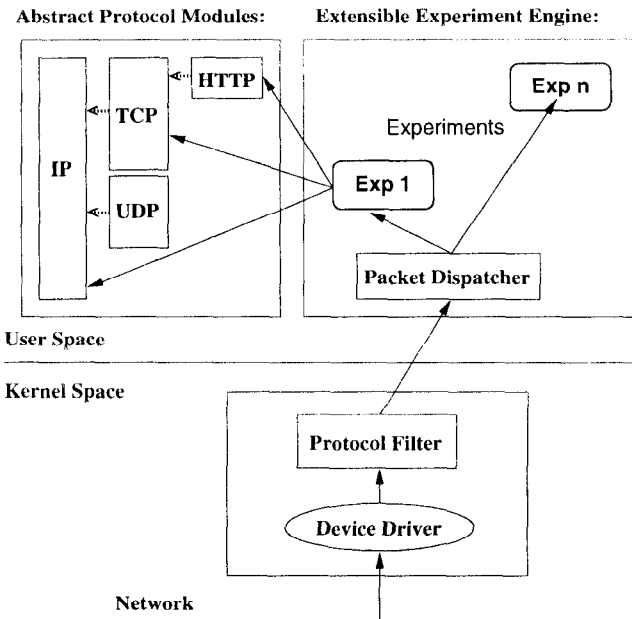 Abstract Protocol Modules:
Extensible Experiment Engine:
HTTP
TCP
IP
UDP
Exp n
Experiments
Exp 1
Packet Dispatcher
User Space
Kernel Space
Protocol Filter
Device Driver
Network